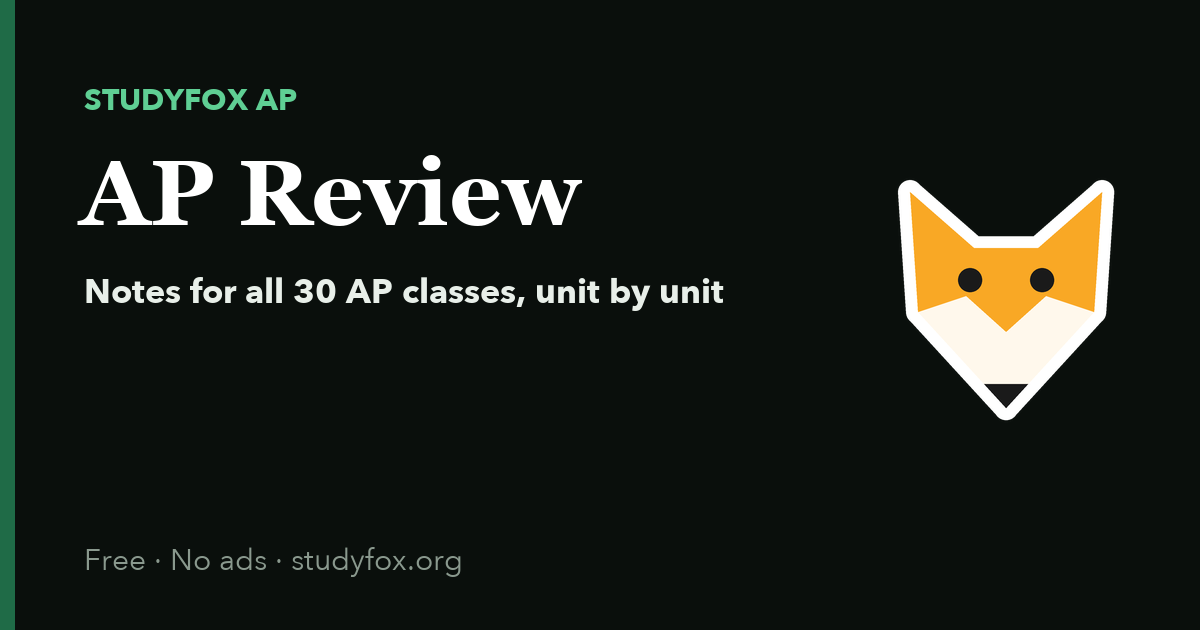 STUDYFOX AP
AP Review
Notes for all 30 AP classes, unit by unit
Free · No ads · studyfox.org